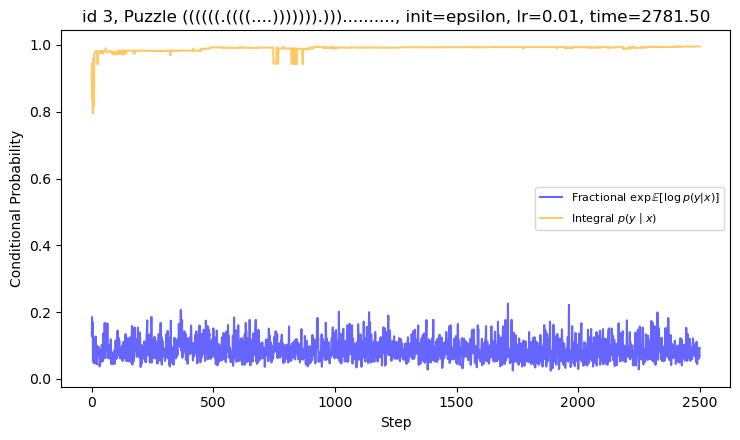 id 3, Puzzle ((((((.((((....))))))).)))..........., init=epsilon, lr=0.01, time=2781.50
Conditional Probability
1.0
0.8
0.6
0.4
0.2
0.0
Fractional exp𝔼[log p(y|x)]
Integral p(y | x)
0
500
1000
1500
2000
2500
Step